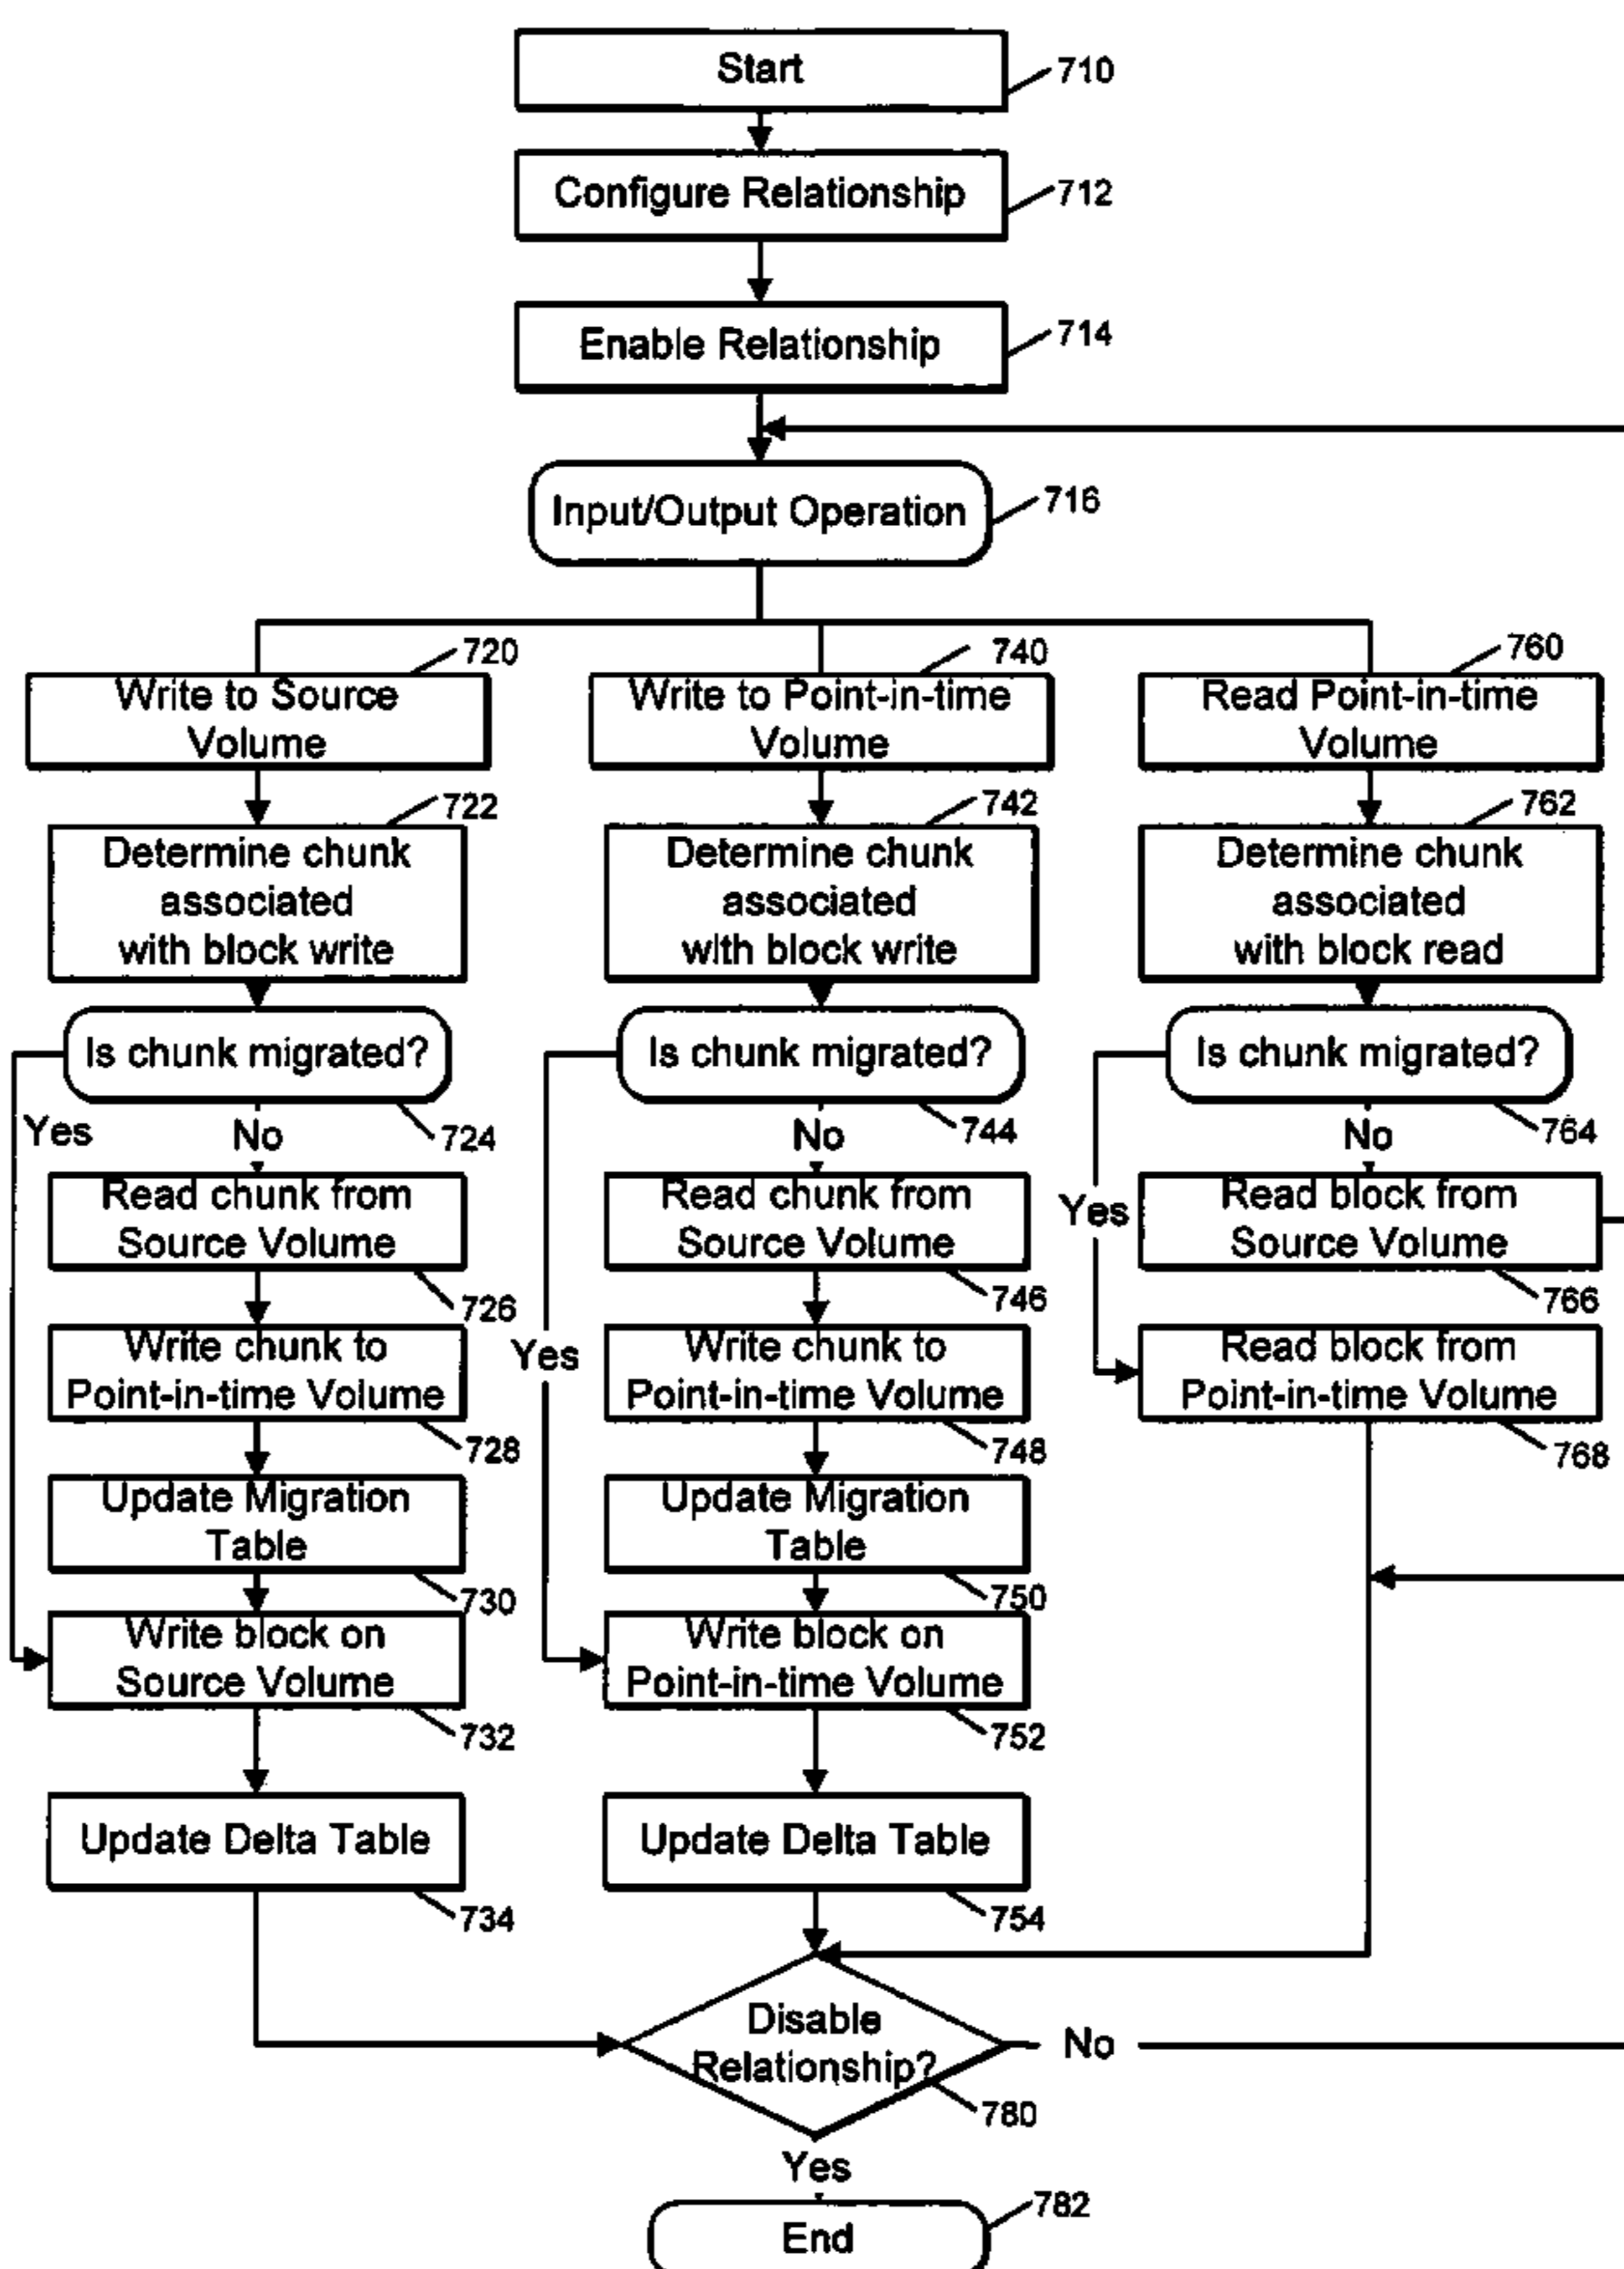 Start
710
Configure Relationship
712
Enable Relationship
714
Input/Output Operation
716
720
Write to Source
Volume
740
Write to Point-in-time
Volume
760
Read Point-in-time
Volume
722
Determine chunk
associated
with block write
742
Determine chunk
associated
with block write
762
Determine chunk
associated
with block read
Is chunk migrated?
724
Yes
No
Is chunk migrated?
744
No
Is chunk migrated?
764
No
Read chunk from
Source Volume
726
Read chunk from
Source Volume
746
Yes
Read block from
Source Volume
766
Write chunk to
Point-in-time Volume
728
Yes
Write chunk to
Point-in-time Volume
748
Read block from
Point-in-time Volume
768
Update Migration
Table
730
Update Migration
Table
750
Write block on
Source Volume
732
Write block on
Point-in-time Volume
752
Update Delta Table
734
Update Delta Table
754
Disable
Relationship?
780
No
Yes
End
782